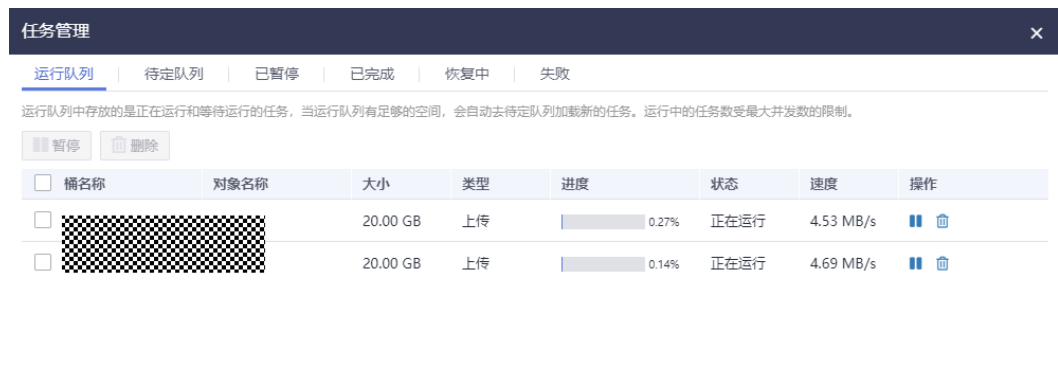 任务管理
运行队列 待定队列 已暂停 已完成 恢复中 失败
运行队列中存放的是正在运行和等待运行的任务，当运行队列有足够的空间，会自动去待定队列加载新的任务。运行中的任务数受最大并发数的限制。
暂停 删除
桶名称 对象名称 大小 类型 进度 状态 速度 操作
20.00 GB 上传 0.27% 正在运行 4.53 MB/s
20.00 GB 上传 0.14% 正在运行 4.69 MB/s